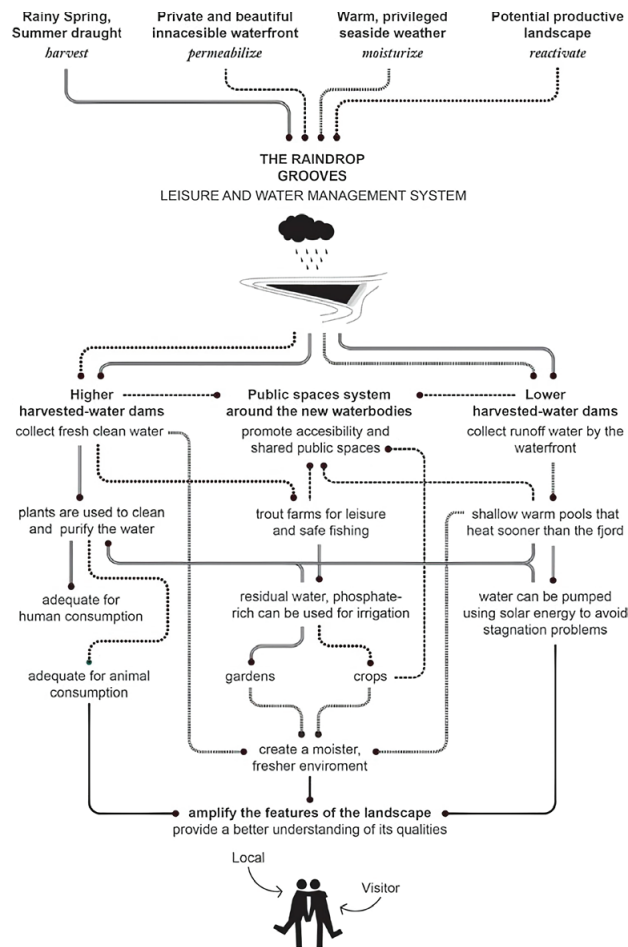 Rainy Spring,
Summer draught
harvest
Private and beautiful
innacesible waterfront
permeabilize
Warm, privileged
seaside weather
moisturize
Potential productive
landscape
reactivate
THE RAINDROP
GROOVES
LEISURE AND WATER MANAGEMENT SYSTEM
Higher
harvested-water dams
collect fresh clean water
Public spaces system
around the new waterbodies
promote accesibility and
shared public spaces
Lower
harvested-water dams
collect runoff water by the
waterfront
plants are used to clean
and purify the water
trout farms for leisure
and safe fishing
shallow warm pools that
heat sooner than the fjord
adequate for
human consumption
residual water, phosphate-
rich can be used for irrigation
water can be pumped
using solar energy to avoid
stagnation problems
adequate for animal
consumption
gardens
crops
create a moister,
fresher enviroment
amplify the features of the landscape
provide a better understanding of its qualities
Local
Visitor